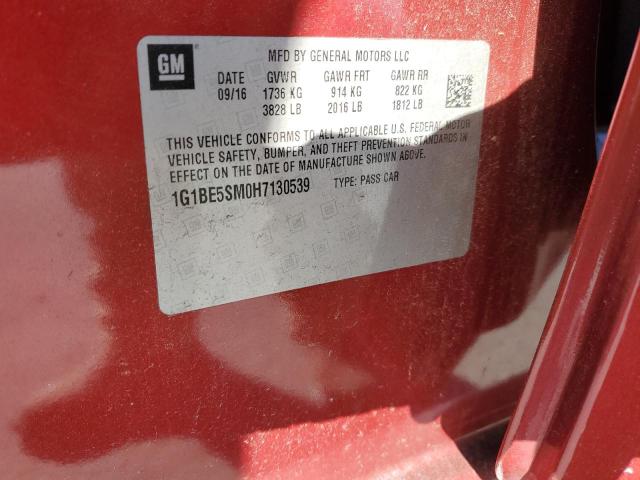 GM
MFD BY GENERAL MOTORS LLC
DATE GVWR GAWR FRT GAWR RR
09/16 1736 KG 914 KG 822 KG
3828 LB 2016 LB 1812 LB
THIS VEHICLE CONFORMS TO ALL APPLICABLE U.S. FEDERAL MOTOR
VEHICLE SAFETY, BUMPER, AND THEFT PREVENTION STANDARDS IN
EFFECT ON THE DATE OF MANUFACTURE SHOWN ABOVE.
1G1BE5SM0H7130539 TYPE: PASS CAR